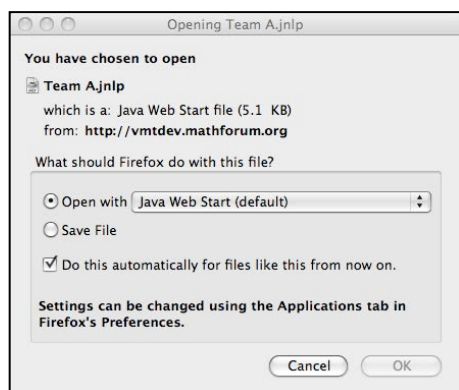 Opening Team A.jnlp
You have chosen to open
Team A.jnlp
which is a: Java Web Start file (5.1 KB)
from: http://vmtdev.mathforum.org
What should Firefox do with this file?
Open with Java Web Start (default)
Save File
Do this automatically for files like this from now on.
Settings can be changed using the Applications tab in
Firefox's Preferences.
Cancel OK